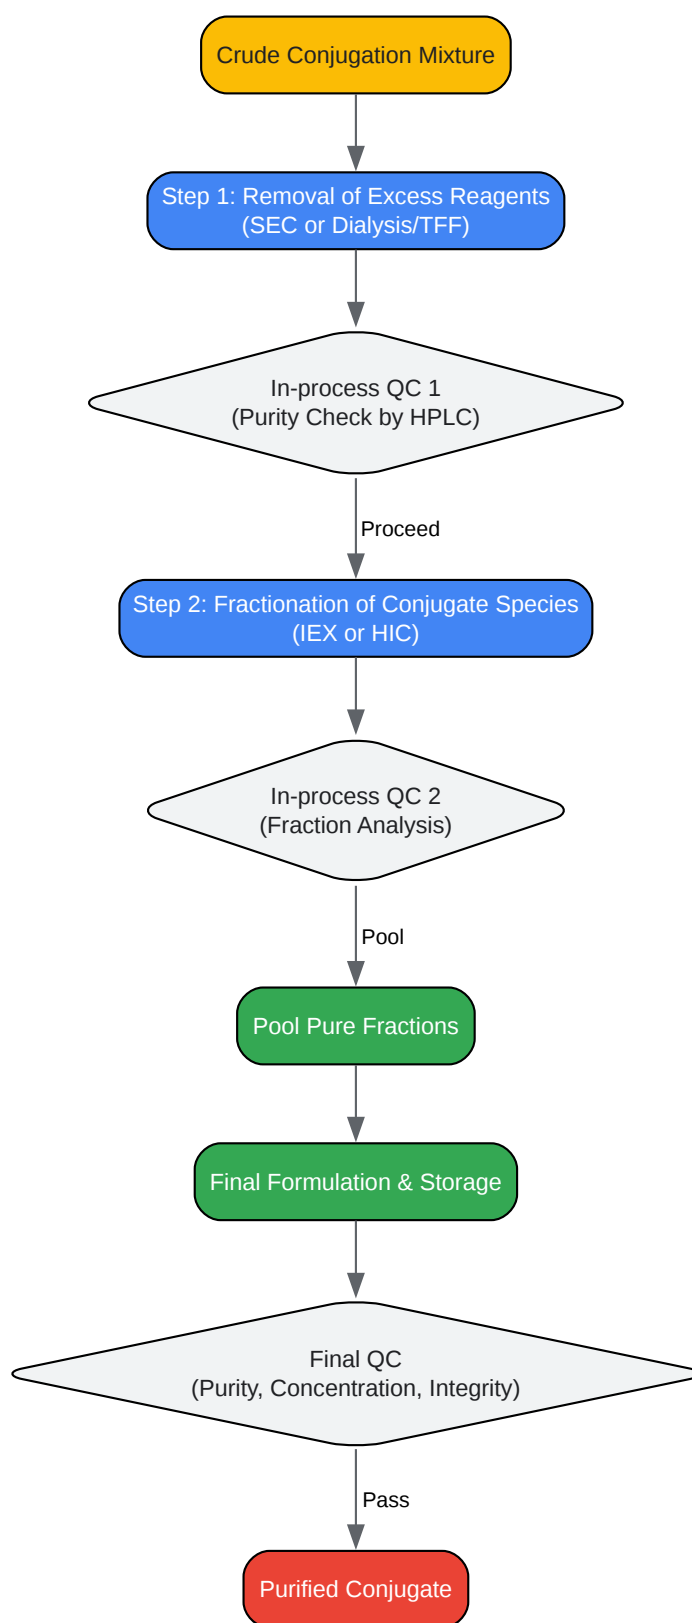 Crude Conjugation Mixture
Step 1: Removal of Excess Reagents
(SEC or Dialysis/TFF)
In-process QC 1
(Purity Check by HPLC)
Proceed
Step 2: Fractionation of Conjugate Species
(IEX or HIC)
In-process QC 2
(Fraction Analysis)
Pool
Pool Pure Fractions
Final Formulation & Storage
Final QC
(Purity, Concentration, Integrity)
Pass
Purified Conjugate